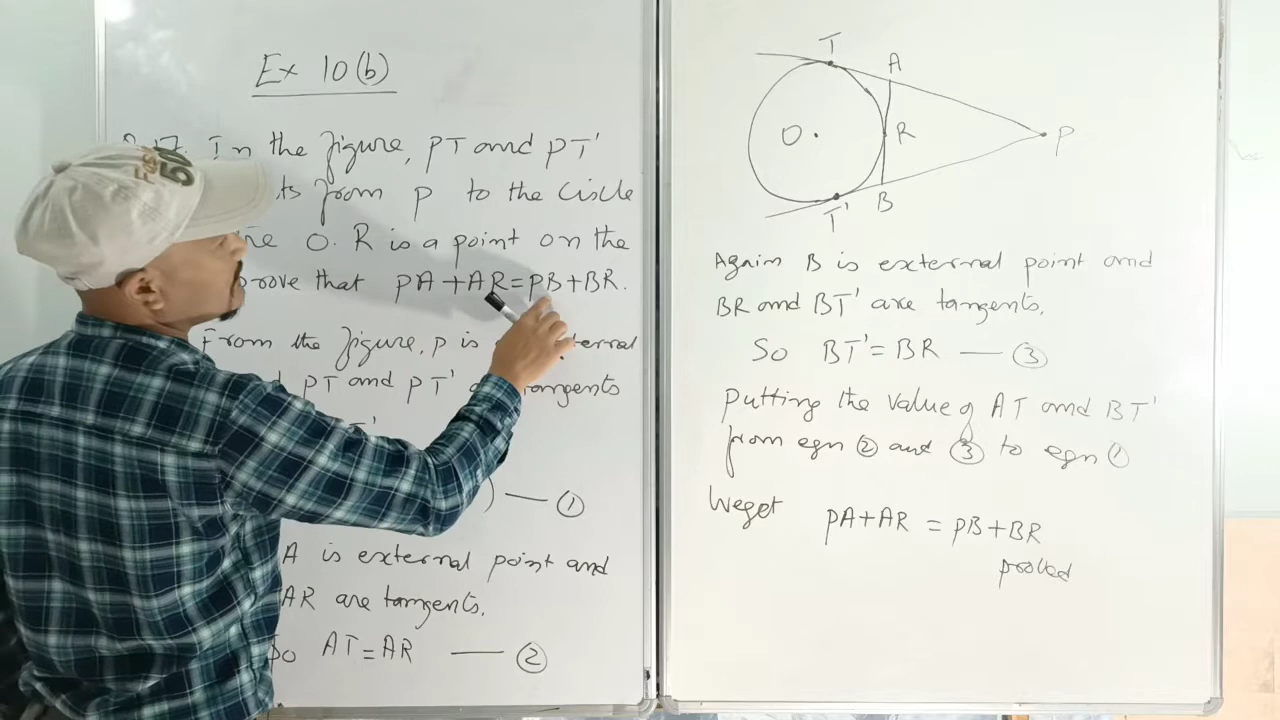 Ex 10(b)
In the figure, PT and PT'
from P to the Circle
O. R is a point on the
prove that PA + AR = PB + BR.
From the figure, P is
PT and PT' tangents
) — ①
A is external point and
AR are tangents.
So AT = AR — ②
T
A
O
R
P
B
T'
Again B is external point and
BR and BT' are tangents.
So BT' = BR — ③
Putting the value of AT and BT'
from eqn ② and ③ to eqn ①
We get PA + AR = PB + BR
proved